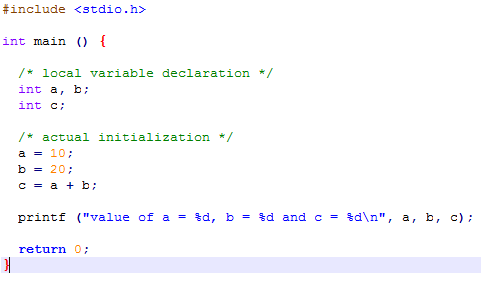 #include <stdio.h>
int main () {
/* local variable declaration */
int a, b;
int c;
/* actual initialization */
a = 10;
b = 20;
c = a + b;
printf ("value of a = %d, b = %d and c = %d\n", a, b, c);
return 0;
}